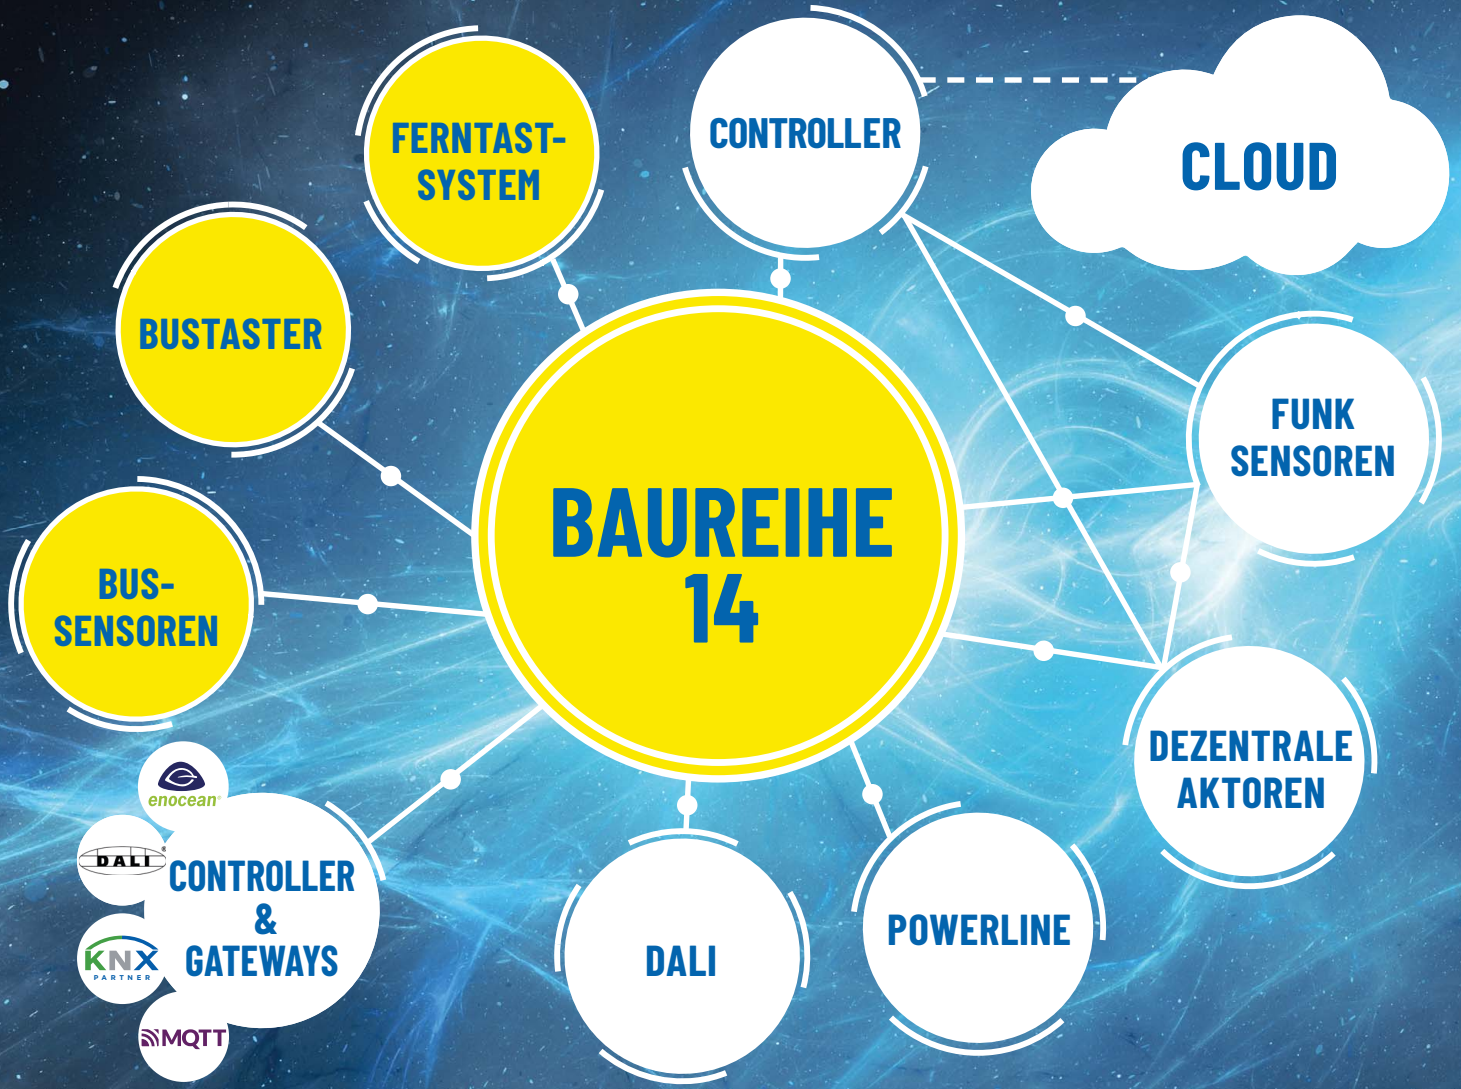 FERNTAST-
SYSTEM
CONTROLLER
CLOUD
BUSTASTER
FUNK
SENSOREN
BAUREIHE
14
BUS-
SENSOREN
DEZENTRALE
AKTOREN
enocean®
DALI
CONTROLLER
&
GATEWAYS
KNX
PARTNER
MQTT
DALI
POWERLINE